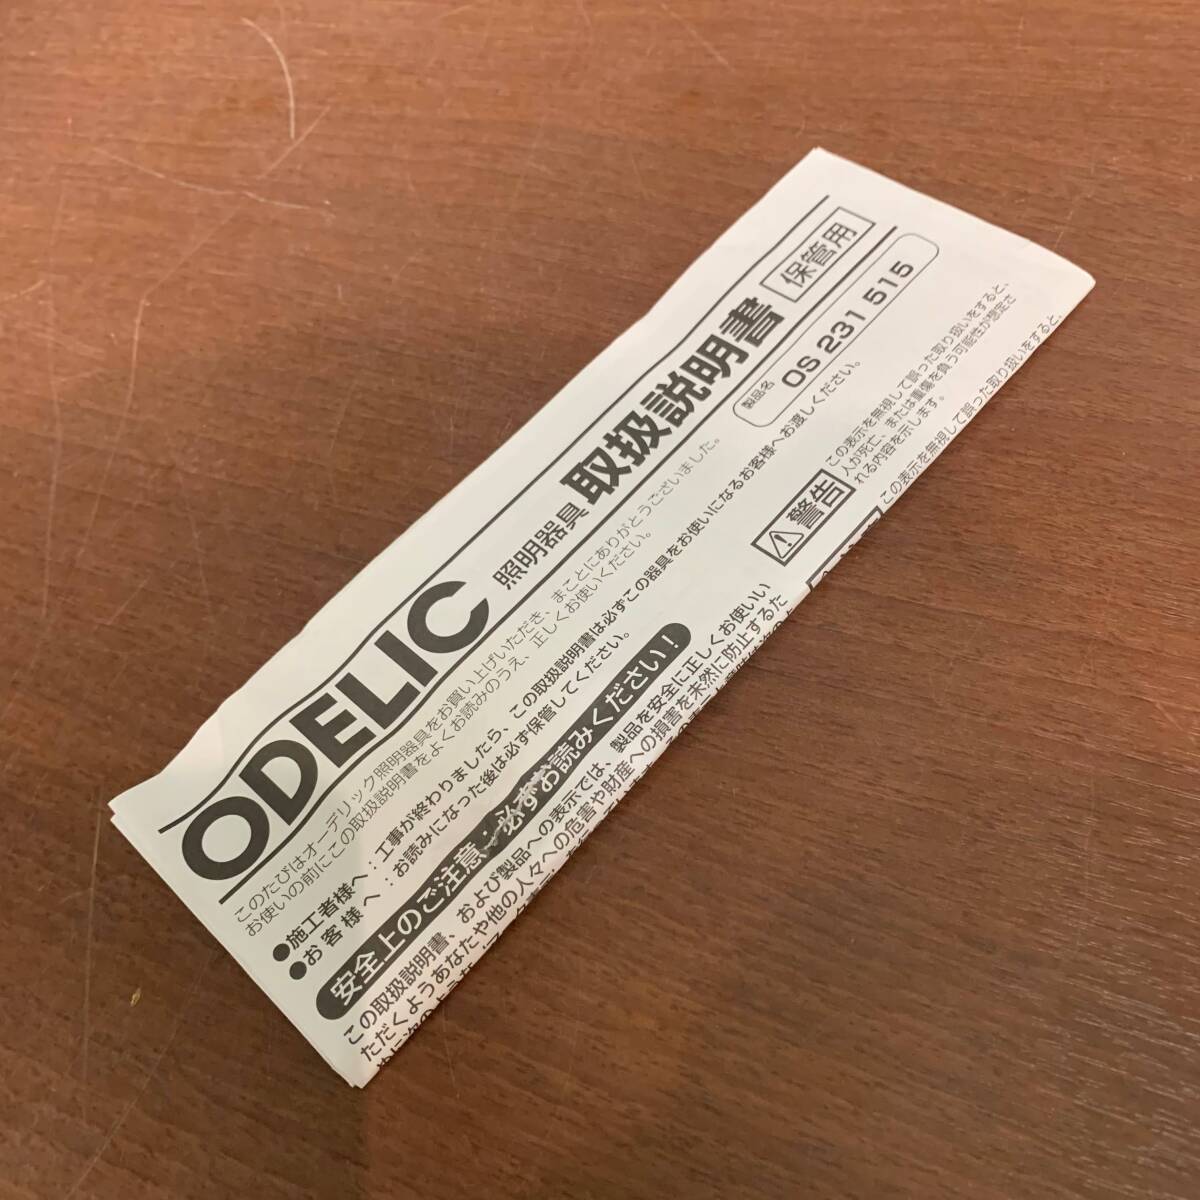 ODELIC
照明器具 取扱説明書 保管用
このたびはオーデリック照明器具をお買い上げいただき、まことにありがとうございました。
お使いの前にこの取扱説明書をよくお読みのうえ、正しくお使いください。
製品名 OS 231 515
●施工者様へ：工事が終わりましたら、この取扱説明書は必ずこの器具をお使いになるお客様へお渡しください。
●お客様へ：お読みになった後は必ず保管してください。
安全上のご注意：必ずお読みください！
この取扱説明書、および製品への表示では、製品を安全に正しくお使いい
ただくようあなたや他の人々への危害や財産への損害を未然に防止するた
⚠警告
この表示を無視して誤った取り扱いをすると、
人が死亡、または重傷を負う可能性が想定さ
れる内容を示します。
この表示を無視して誤った取り扱いをすると、